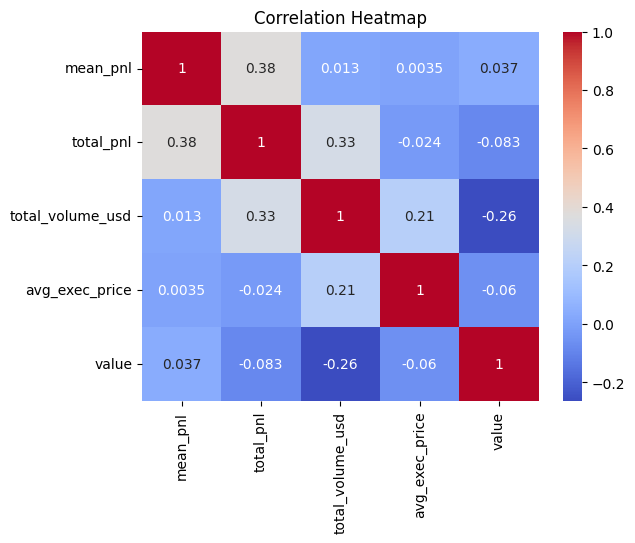 Correlation Heatmap
mean_pnl 1 0.38 0.013 0.0035 0.037
total_pnl 0.38 1 0.33 -0.024 -0.083
total_volume_usd 0.013 0.33 1 0.21 -0.26
avg_exec_price 0.0035 -0.024 0.21 1 -0.06
value 0.037 -0.083 -0.26 -0.06 1
mean_pnl total_pnl total_volume_usd avg_exec_price value
1.0
0.8
0.6
0.4
0.2
0.0
−0.2